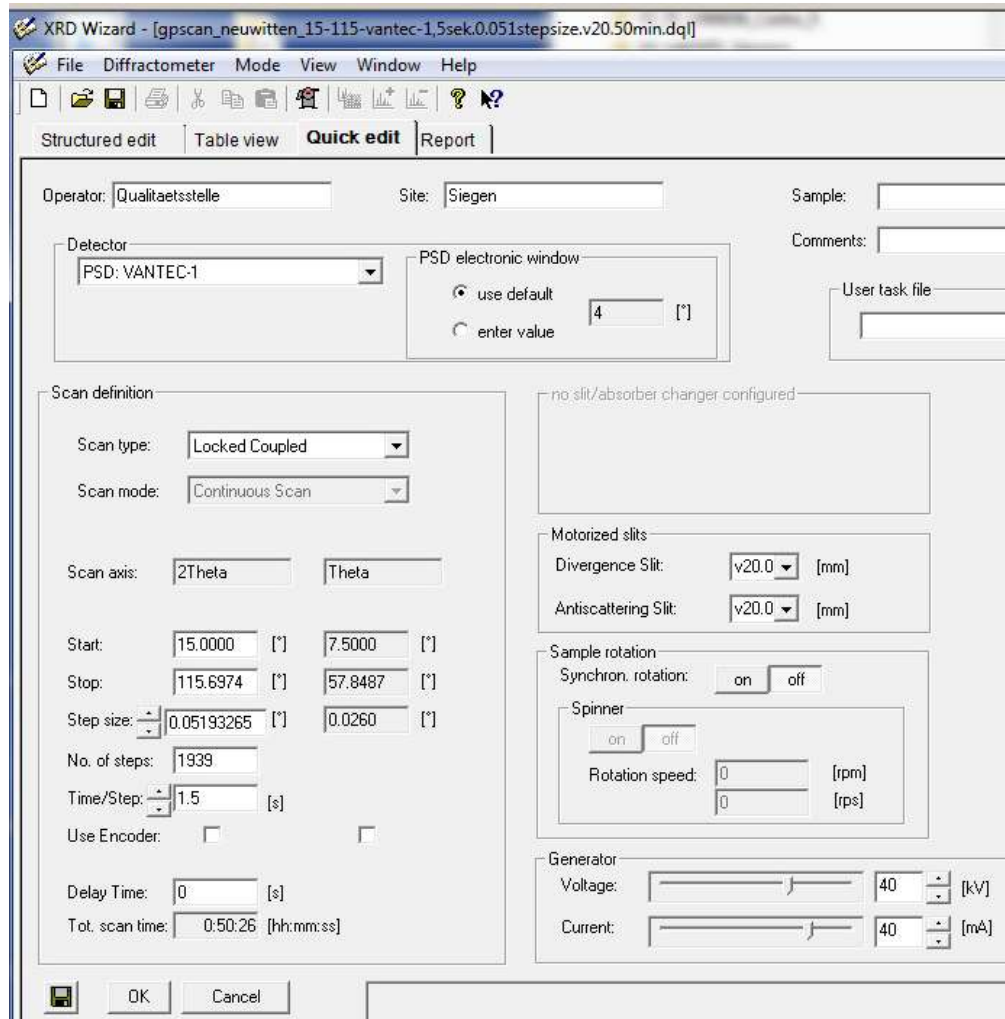 XRD Wizard - [gpscan_neuwitten_15-115-vantec-1,5sek.0.051stepsize.v20.50min.dql]
File Diffractometer Mode View Window Help
Structured edit Table view Quick edit Report
Operator: Qualitaetsstelle Site: Siegen Sample:
Comments:
Detector
PSD: VANTEC-1
PSD electronic window
use default
4 [°]
enter value
User task file
Scan definition
Scan type: Locked Coupled
Scan mode: Continuous Scan
Scan axis: 2Theta Theta
Start: 15.0000 [°] 7.5000 [°]
Stop: 115.6974 [°] 57.8487 [°]
Step size: 0.05193265 [°] 0.0260 [°]
No. of steps: 1939
Time/Step: 1.5 [s]
Use Encoder:
Delay Time: 0 [s]
Tot. scan time: 0:50:26 [hh:mm:ss]
no slit/absorber changer configured
Motorized slits
Divergence Slit: v20.0 [mm]
Antiscattering Slit: v20.0 [mm]
Sample rotation
Synchron. rotation: on off
Spinner
on off
Rotation speed: 0 [rpm]
0 [rps]
Generator
Voltage: 40 [kV]
Current: 40 [mA]
OK Cancel